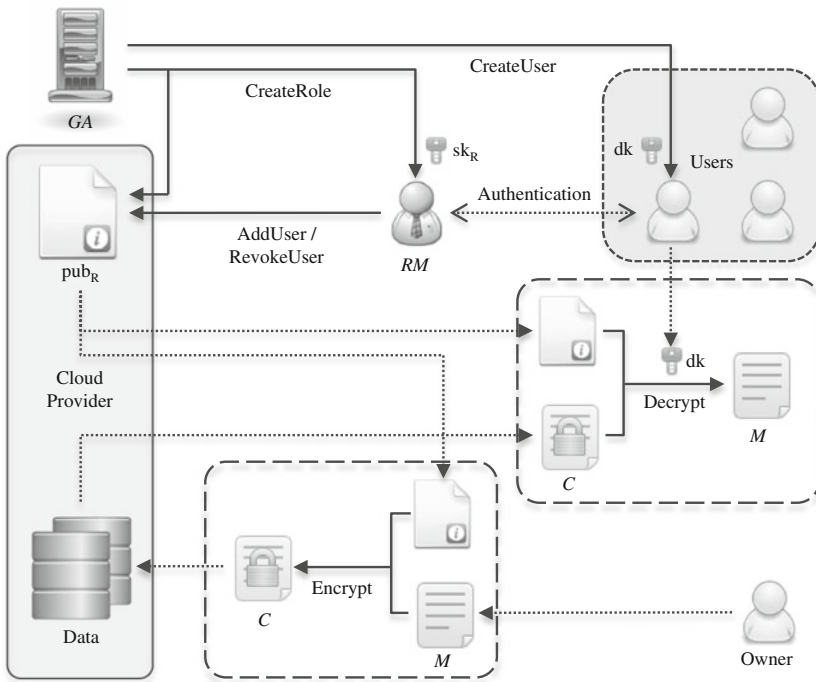 GA
CreateUser
CreateRole
sk_R
dk
Users
Authentication
AddUser /
RevokeUser
RM
pub_R
Cloud
Provider
dk
Decrypt
M
C
Encrypt
C
M
Data
Owner